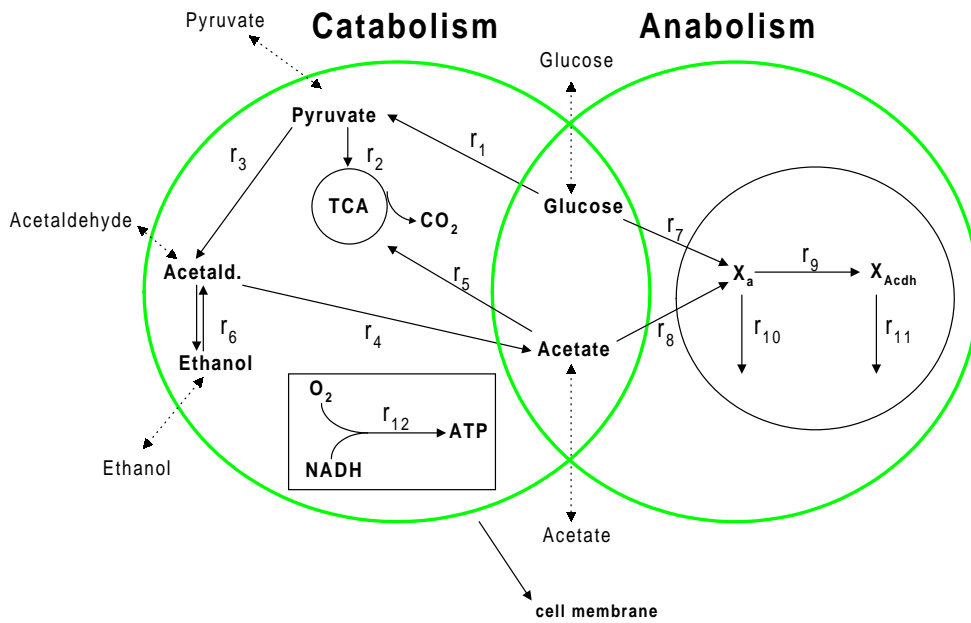 Pyruvate
Catabolism
Anabolism
Glucose
Pyruvate
r1
r3
r2
TCA
CO2
Glucose
r7
Acetaldehyde
Acetald.
r5
Xa
r9
XAcdh
r6
r4
Acetate
r8
r10
r11
Ethanol
O2
r12
ATP
NADH
Ethanol
Acetate
cell membrane